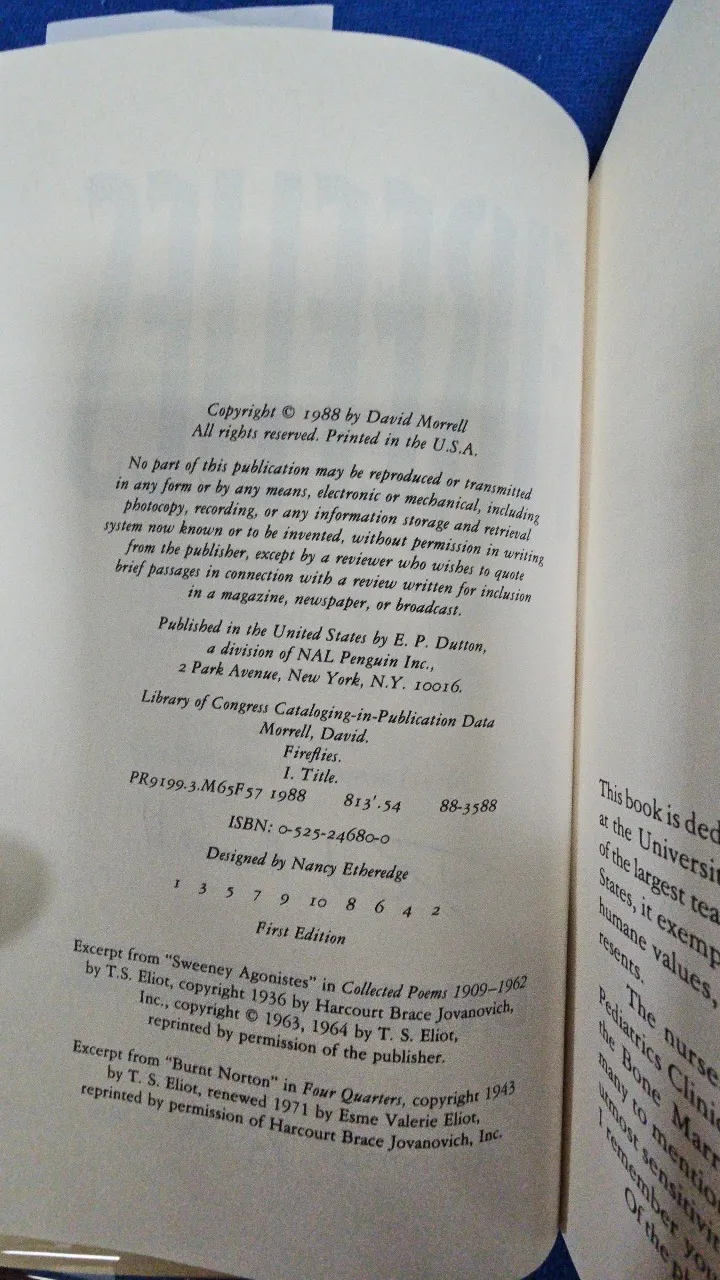 Copyright © 1988 by David Morrell
All rights reserved. Printed in the U.S.A.
No part of this publication may be reproduced or transmitted
in any form or by any means, electronic or mechanical, including
photocopy, recording, or any information storage and retrieval
system now known or to be invented, without permission in writing
from the publisher, except by a reviewer who wishes to quote
brief passages in connection with a review written for inclusion
in a magazine, newspaper, or broadcast.
Published in the United States by E. P. Dutton,
a division of NAL Penguin Inc.,
2 Park Avenue, New York, N.Y. 10016.
Library of Congress Cataloging-in-Publication Data
Morrell, David.
Fireflies.
I. Title.
PR9199.3.M65F57 1988 813'.54 88-3588
ISBN: 0-525-24680-0
Designed by Nancy Etheredge
1 3 5 7 9 10 8 6 4 2
First Edition
Excerpt from "Sweeney Agonistes" in Collected Poems 1909–1962
by T.S. Eliot, copyright 1936 by Harcourt Brace Jovanovich,
Inc., copyright © 1963, 1964 by T. S. Eliot,
reprinted by permission of the publisher.
Excerpt from "Burnt Norton" in Four Quarters, copyright 1943
by T. S. Eliot, renewed 1971 by Esme Valerie Eliot,
reprinted by permission of Harcourt Brace Jovanovich, Inc.
This book is ded
at the Universit
of the largest tea
States, it exemp
humane values,
resents.
The nurse
Pediatrics Clinic
the Bone Marr
many to mention
utmost sensitivit
I remember you
Of the